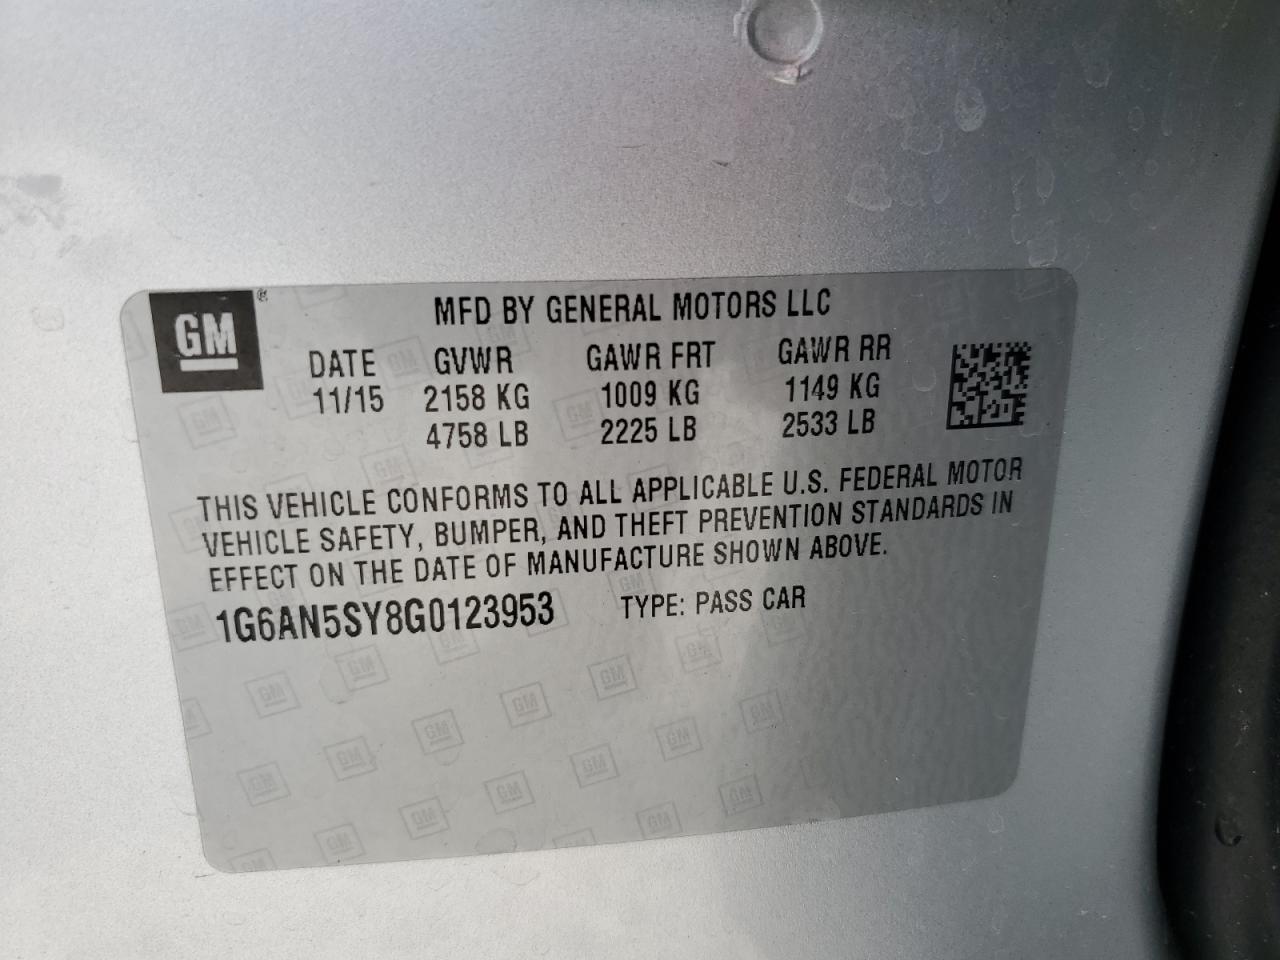 GM ®
MFD BY GENERAL MOTORS LLC
DATE GVWR GAWR FRT GAWR RR
11/15 2158 KG 1009 KG 1149 KG
4758 LB 2225 LB 2533 LB
THIS VEHICLE CONFORMS TO ALL APPLICABLE U.S. FEDERAL MOTOR
VEHICLE SAFETY, BUMPER, AND THEFT PREVENTION STANDARDS IN
EFFECT ON THE DATE OF MANUFACTURE SHOWN ABOVE.
1G6AN5SY8G0123953 TYPE: PASS CAR